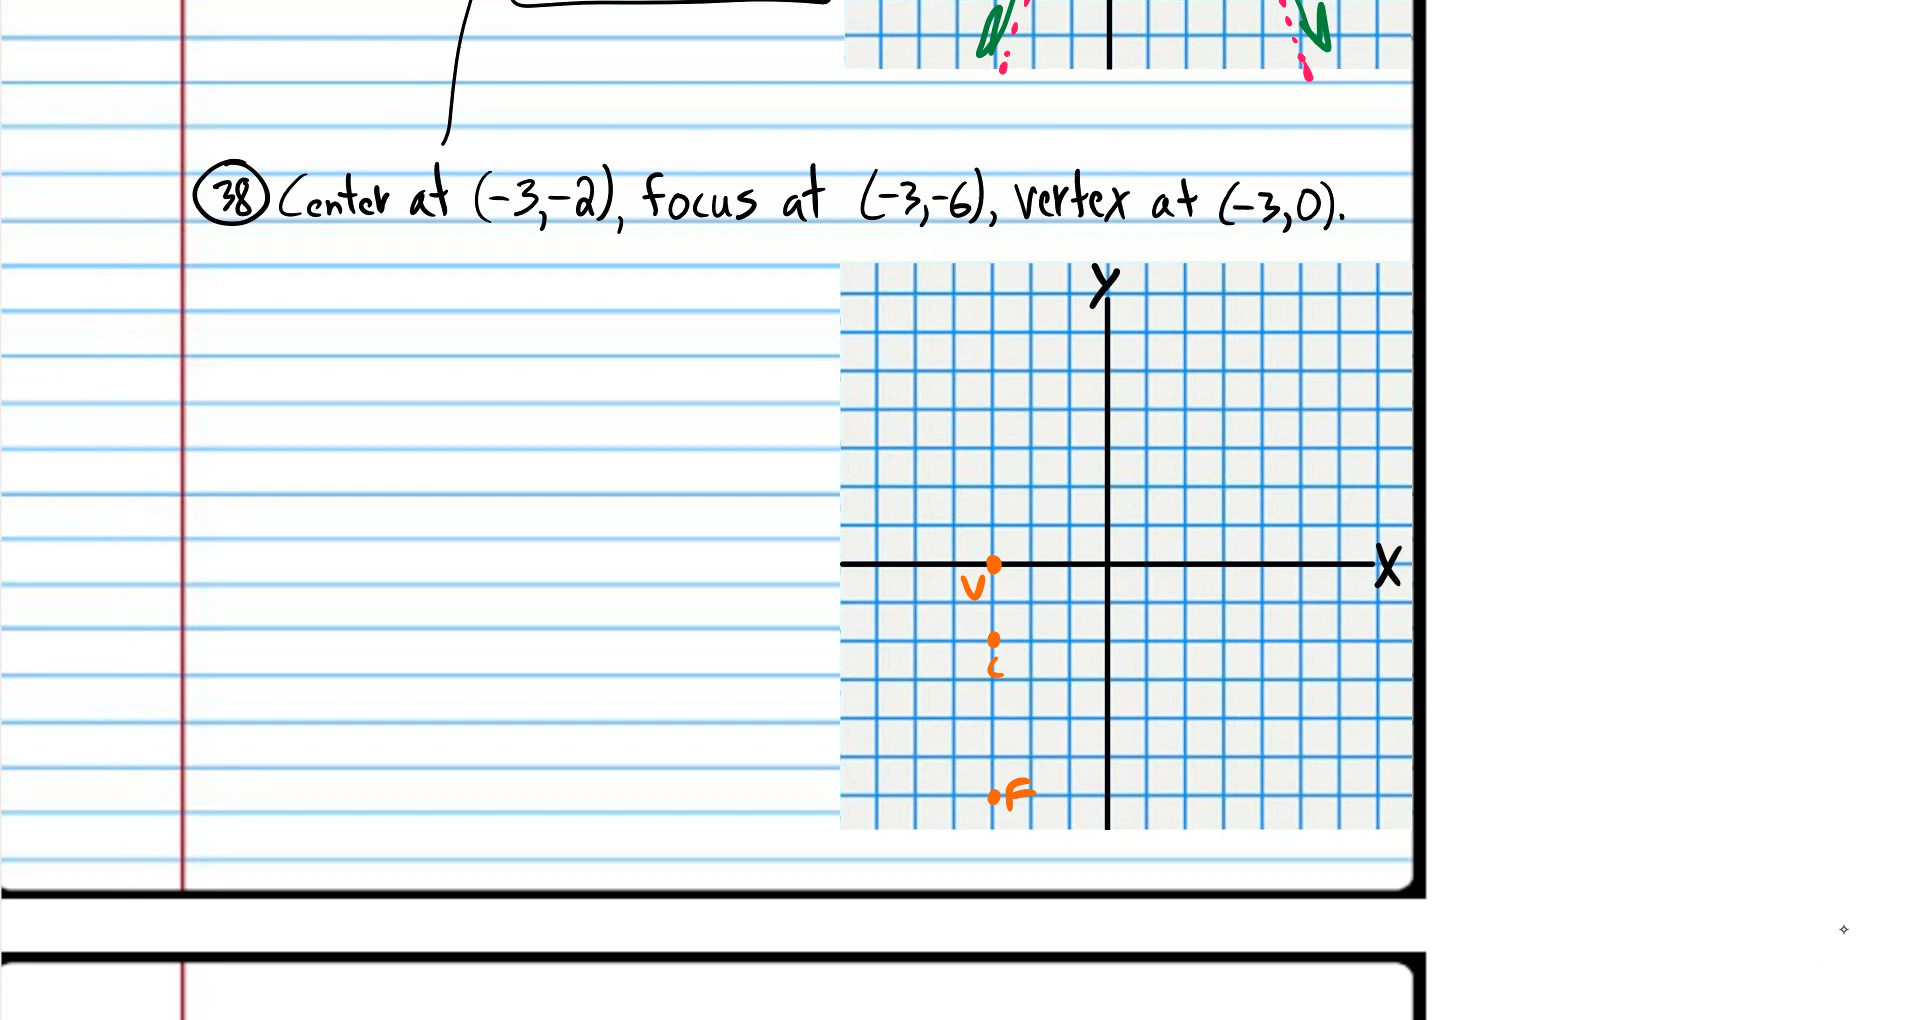 38 Center at (-3,-2), focus at (-3,-6), vertex at (-3,0).
y
X
V
C
F